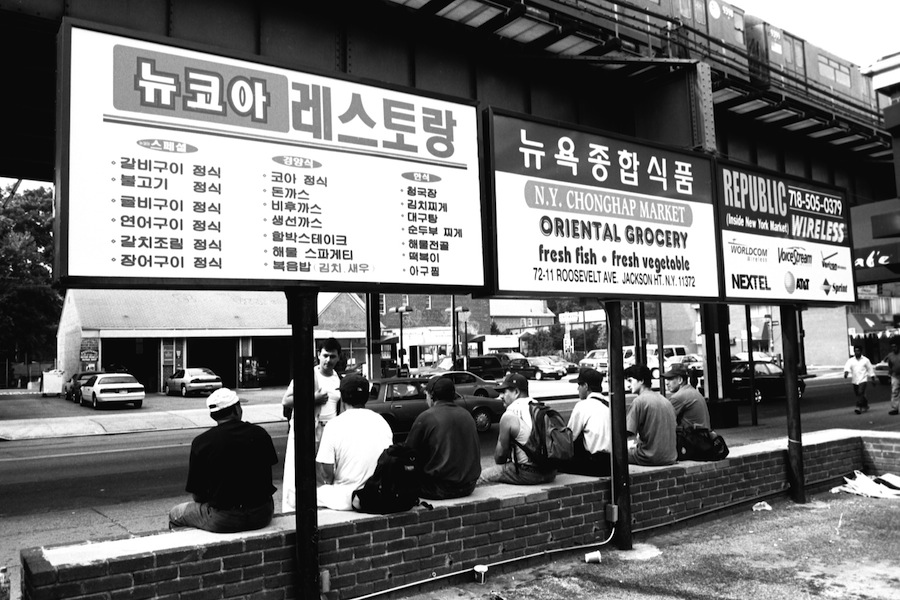 뉴코아 레스토랑
스페셜
갈비구이 정식
불고기 정식
글비구이 정식
연어구이 정식
갈치조림 정식
장어구이 정식
경양식
코아 정식
돈까스
비후까스
생선까스
함박스테이크
해물 스파게티
볶음밥 (김치, 새우)
한식
청국장
김치찌개
대구탕
순두부 찌개
해물전골
떡볶이
아구찜
뉴욕종합식품
N.Y. CHONGHAP MARKET
ORIENTAL GROCERY
fresh fish • fresh vegetable
72-11 ROOSEVELT AVE. JACKSON HT. N.Y. 11372
REPUBLIC 718-505-0379
(Inside New York Market) WIRELESS
WORLDCOM Wireless
VoiceStream
verizon
NEXTEL
AT&T
Sprint